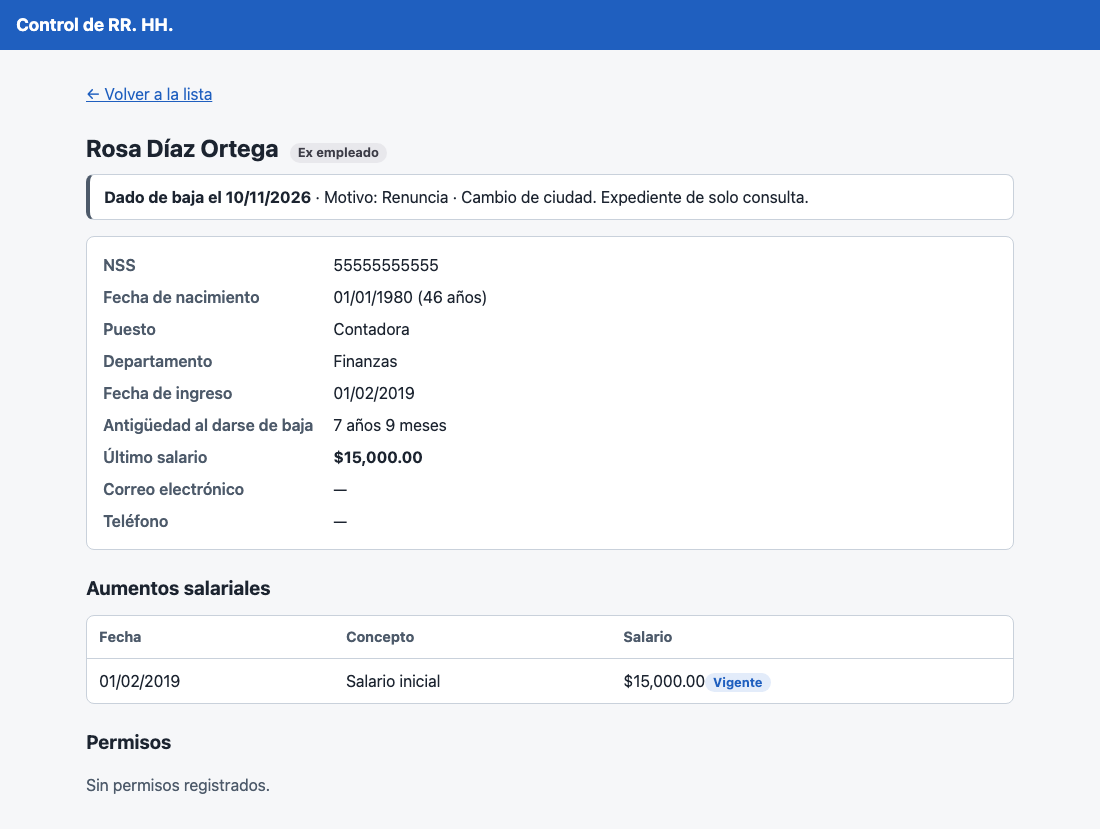 Control de RR. HH.
← Volver a la lista
Rosa Díaz Ortega Ex empleado
Dado de baja el 10/11/2026 · Motivo: Renuncia · Cambio de ciudad. Expediente de solo consulta.
NSS 55555555555
Fecha de nacimiento 01/01/1980 (46 años)
Puesto Contadora
Departamento Finanzas
Fecha de ingreso 01/02/2019
Antigüedad al darse de baja 7 años 9 meses
Último salario $15,000.00
Correo electrónico —
Teléfono —
Aumentos salariales
Fecha Concepto Salario
01/02/2019 Salario inicial $15,000.00 Vigente
Permisos
Sin permisos registrados.